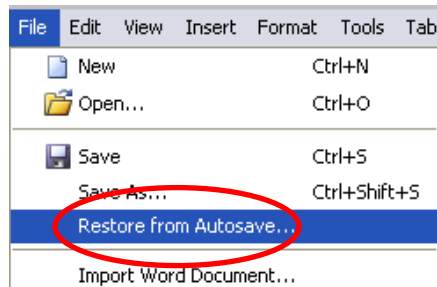 File Edit View Insert Format Tools Tab
New Ctrl+N
Open... Ctrl+O
Save Ctrl+S
Save As... Ctrl+Shift+S
Restore from Autosave...
Import Word Document...